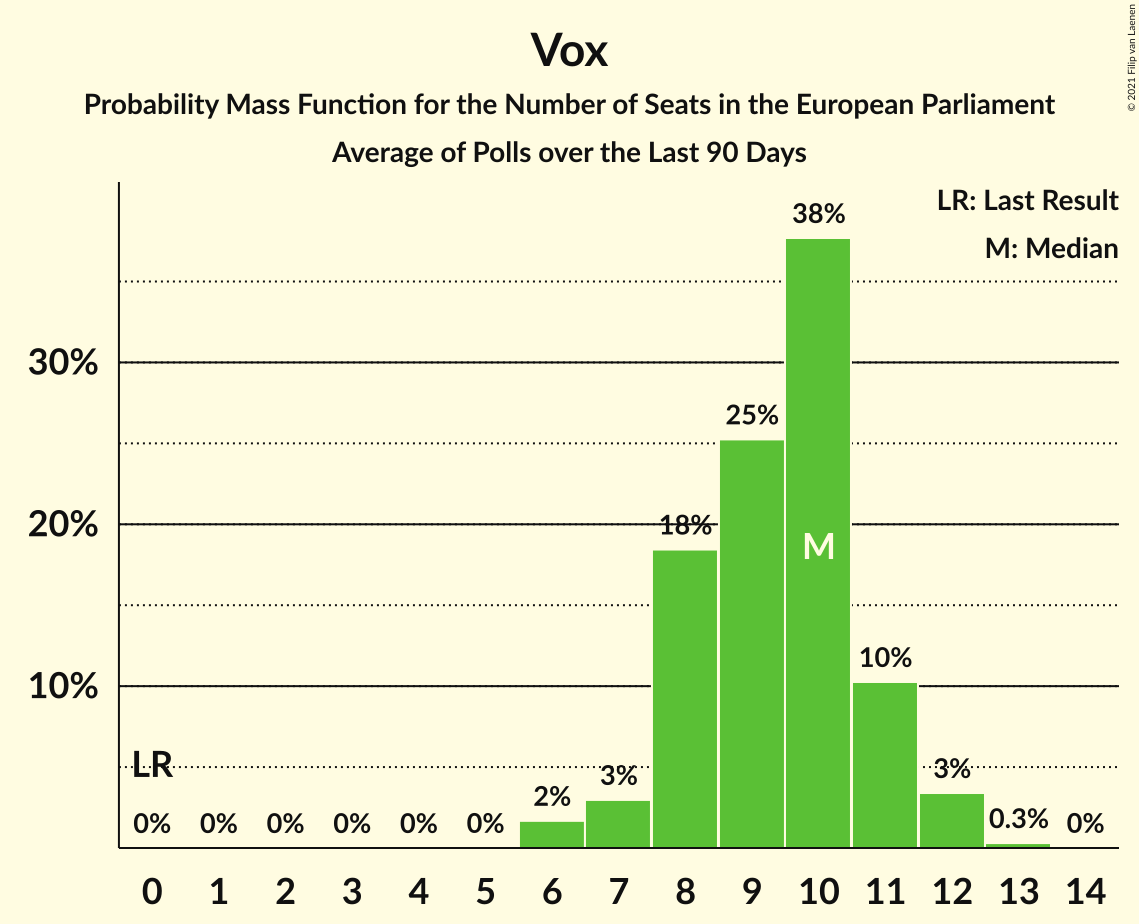 Vox
Probability Mass Function for the Number of Seats in the European Parliament
Average of Polls over the Last 90 Days
© 2021 Filip van Laenen
LR: Last Result
M: Median
38%
30%
25%
20%
18%
M
10%
10%
LR
3%
3%
2%
0% 0% 0% 0% 0% 0% 0.3% 0%
0 1 2 3 4 5 6 7 8 9 10 11 12 13 14